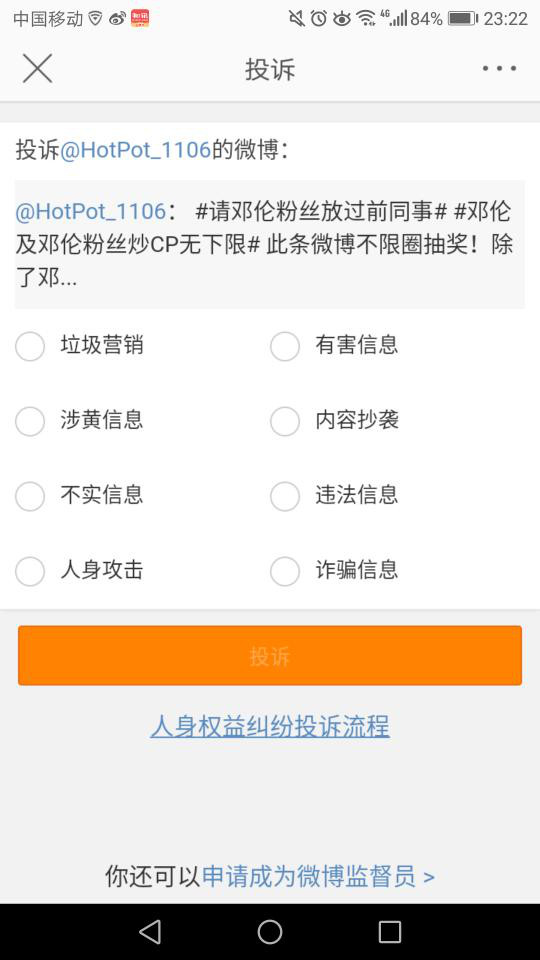 中国移动 和讯 4G 84% 23:22
投诉
投诉@HotPot_1106的微博：
@HotPot_1106： #请邓伦粉丝放过前同事# #邓伦
及邓伦粉丝炒CP无下限# 此条微博不限圈抽奖！除
了邓...
垃圾营销 有害信息
涉黄信息 内容抄袭
不实信息 违法信息
人身攻击 诈骗信息
投诉
人身权益纠纷投诉流程
你还可以申请成为微博监督员 >